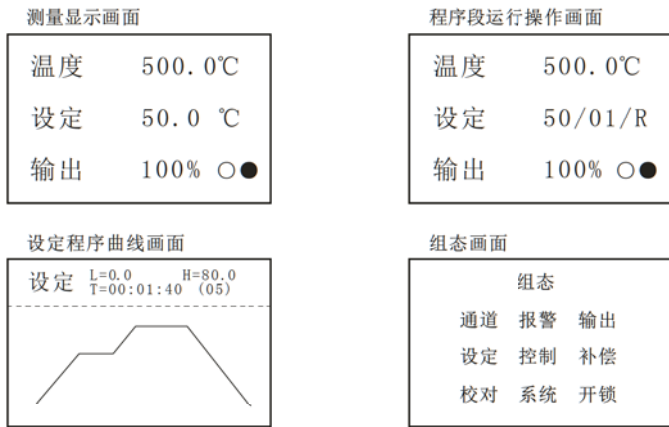 测量显示画面
温度 500.0℃
设定 50.0 ℃
输出 100% ○●
程序段运行操作画面
温度 500.0℃
设定 50/01/R
输出 100% ○●
设定程序曲线画面
设定 L=0.0 H=80.0
T=00:01:40 (05)
组态画面
组态
通道 报警 输出
设定 控制 补偿
校对 系统 开锁